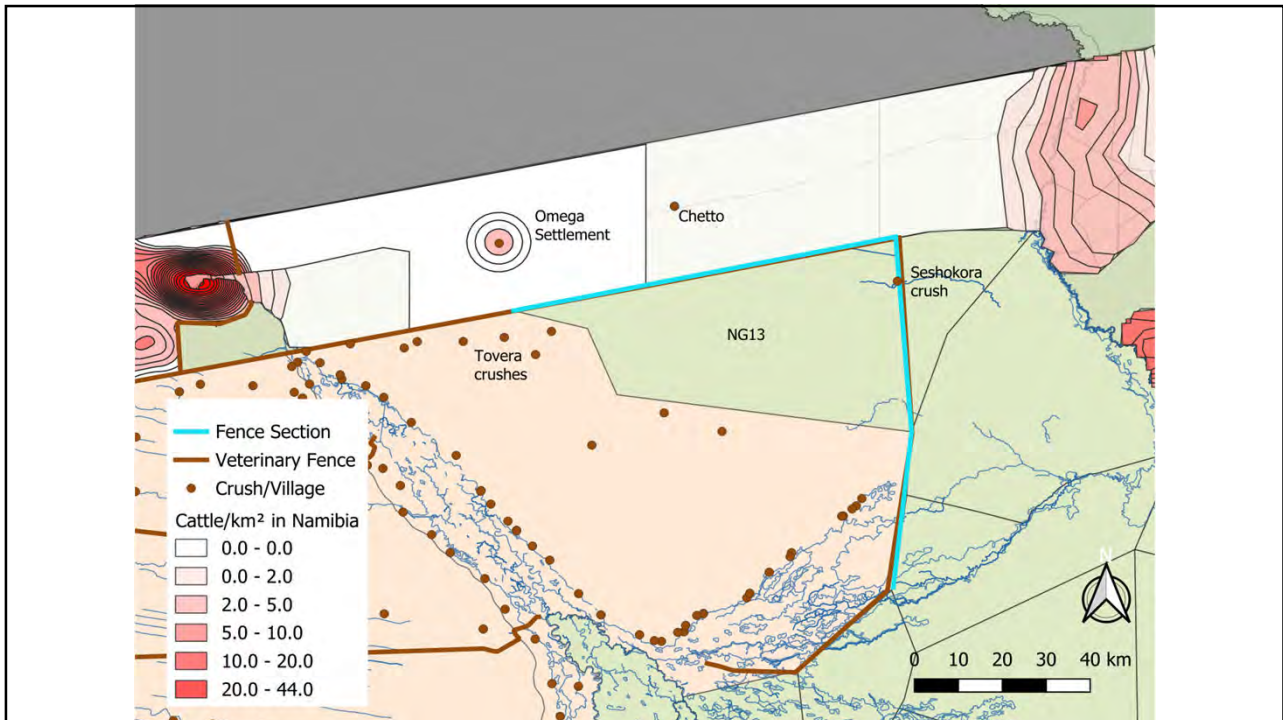 Omega
Settlement
Chetto
Seshokora
crush
NG13
Tovera
crushes
Fence Section
Veterinary Fence
Crush/Village
Cattle/km² in Namibia
0.0 - 0.0
0.0 - 2.0
2.0 - 5.0
5.0 - 10.0
10.0 - 20.0
20.0 - 44.0
N
0 10 20 30 40 km